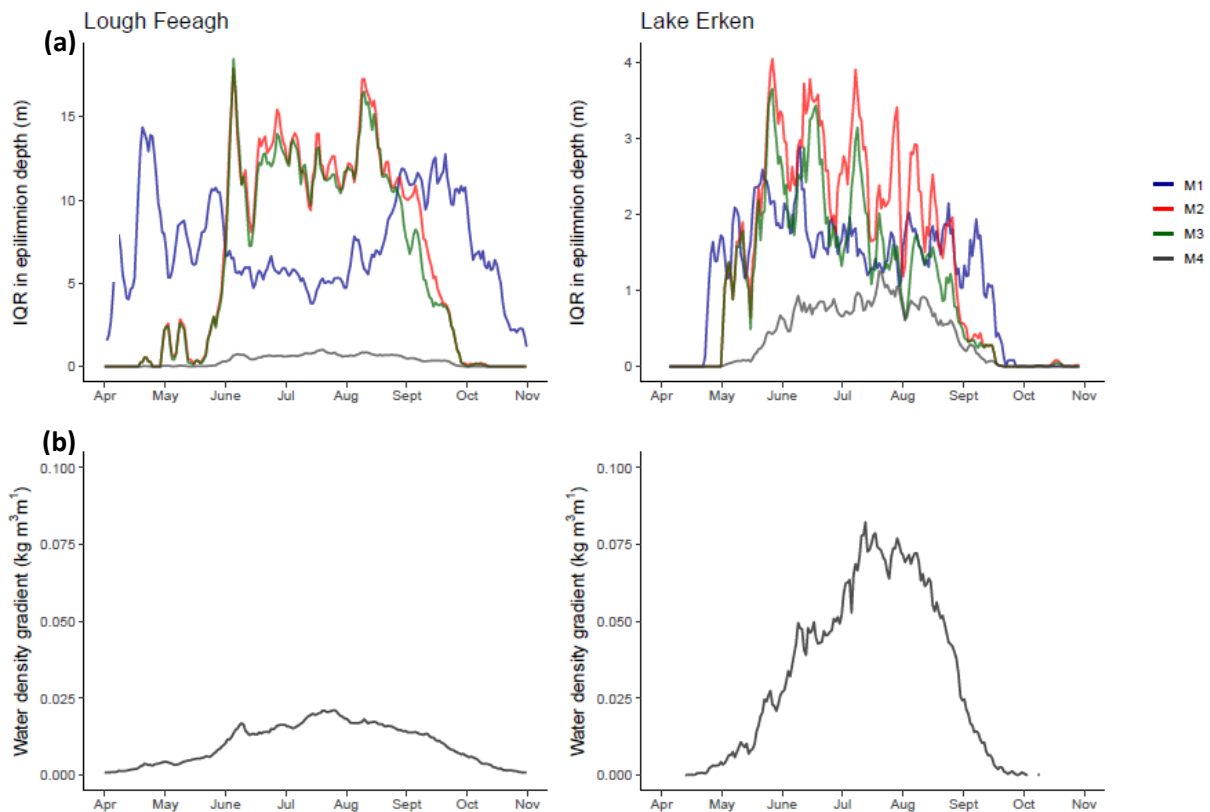 Lough Feeagh
Lake Erken
(a)
IQR in epilimnion depth (m)
15
10
5
0
Apr May June Jul Aug Sept Oct Nov
IQR in epilimnion depth (m)
4
3
2
1
0
Apr May June Jul Aug Sept Oct Nov
M1
M2
M3
M4
(b)
Water density gradient (kg m³m¹)
0.100
0.075
0.050
0.025
0.000
Apr May June Jul Aug Sept Oct Nov
Water density gradient (kg m³m¹)
0.100
0.075
0.050
0.025
0.000
Apr May June Jul Aug Sept Oct Nov